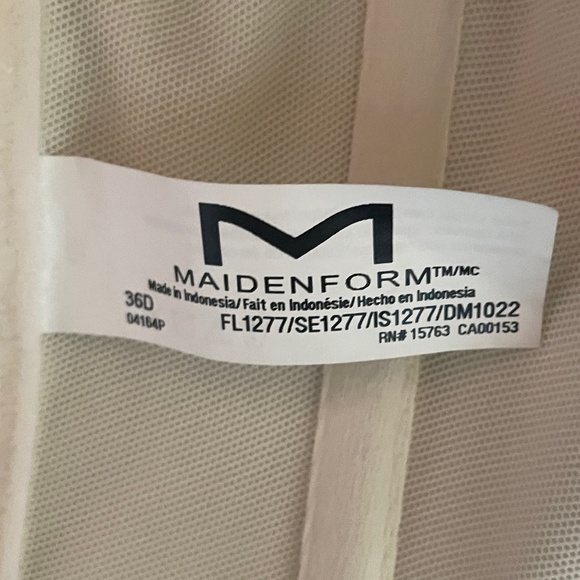 M
MAIDENFORM™/MC
Made in Indonesia/ Fait en Indonésie/ Hecho en Indonesia
36D
FL1277/SE1277/IS1277/DM1022
04164P
RN# 15763 CA00153